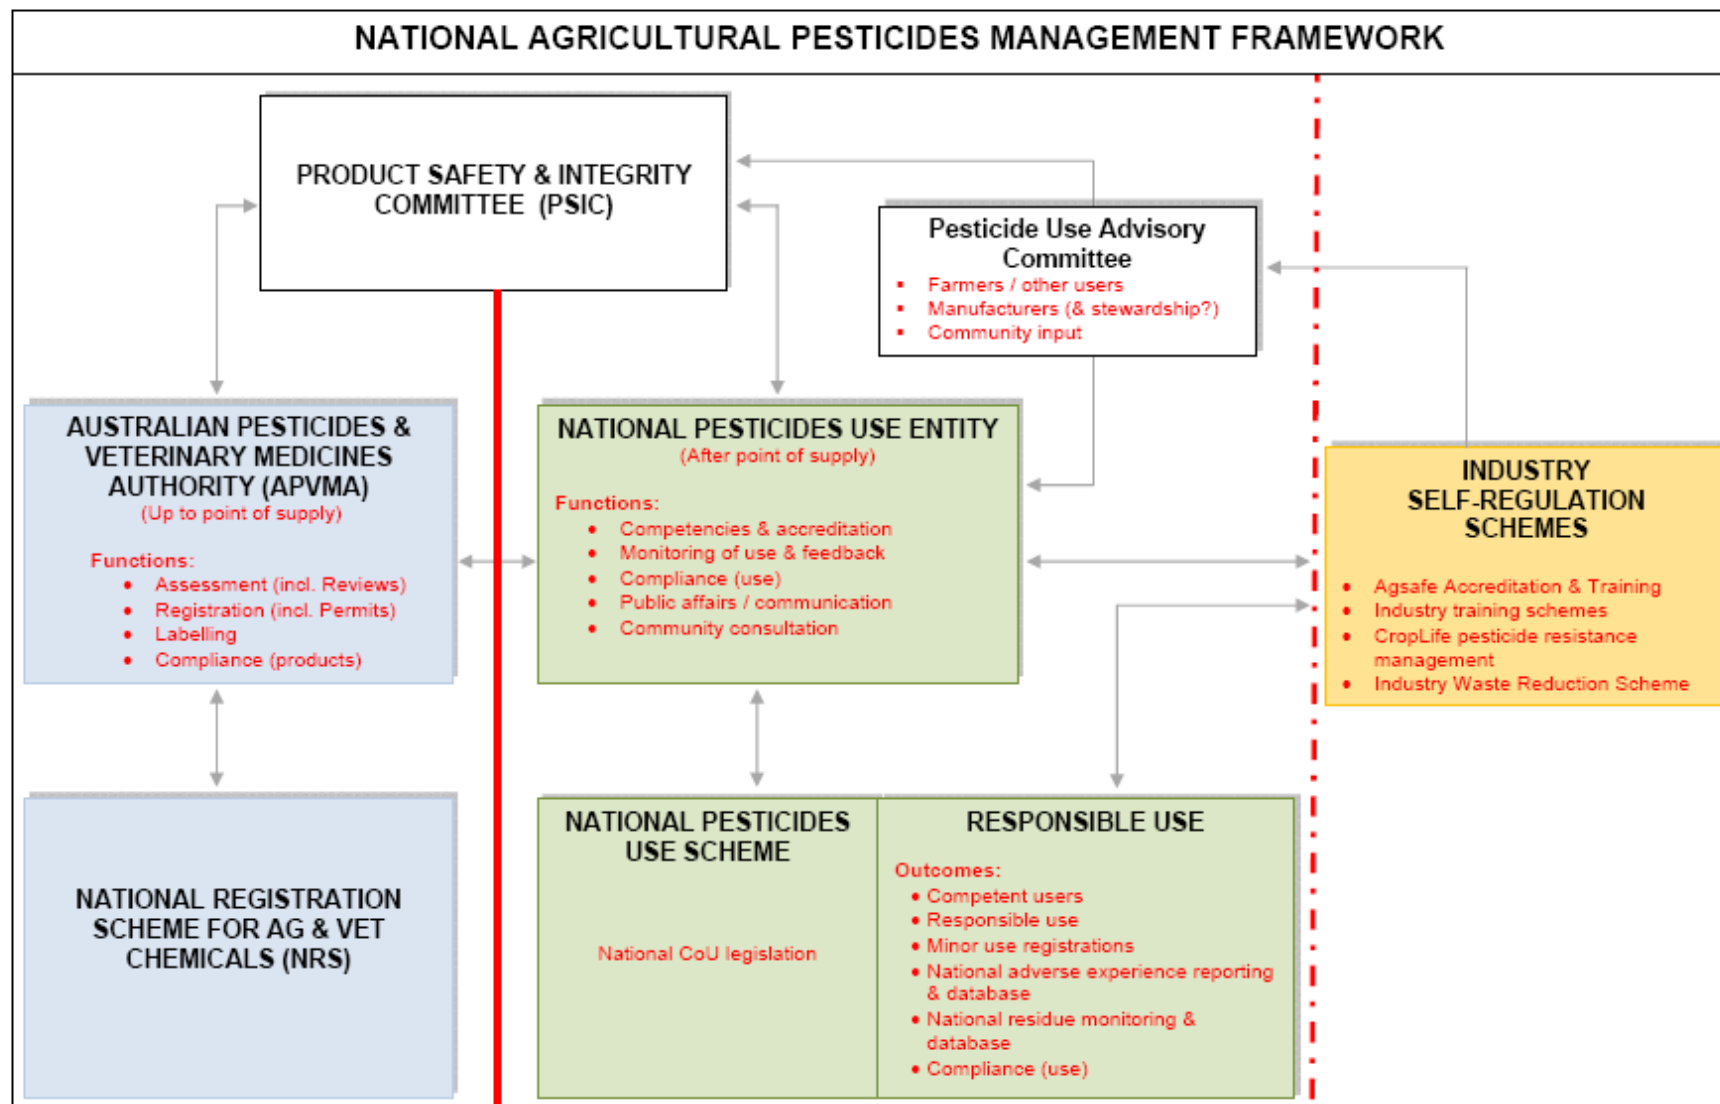 NATIONAL AGRICULTURAL PESTICIDES MANAGEMENT FRAMEWORK
PRODUCT SAFETY & INTEGRITY
COMMITTEE (PSIC)
Pesticide Use Advisory
Committee
▪ Farmers / other users
▪ Manufacturers (& stewardship?)
▪ Community input
AUSTRALIAN PESTICIDES &
VETERINARY MEDICINES
AUTHORITY (APVMA)
(Up to point of supply)
Functions:
• Assessment (incl. Reviews)
• Registration (incl. Permits)
• Labelling
• Compliance (products)
NATIONAL PESTICIDES USE ENTITY
(After point of supply)
Functions:
• Competencies & accreditation
• Monitoring of use & feedback
• Compliance (use)
• Public affairs / communication
• Community consultation
INDUSTRY
SELF-REGULATION
SCHEMES
• Agsafe Accreditation & Training
• Industry training schemes
• CropLife pesticide resistance
management
• Industry Waste Reduction Scheme
NATIONAL REGISTRATION
SCHEME FOR AG & VET
CHEMICALS (NRS)
NATIONAL PESTICIDES
USE SCHEME
National CoU legislation
RESPONSIBLE USE
Outcomes:
• Competent users
• Responsible use
• Minor use registrations
• National adverse experience reporting
& database
• National residue monitoring &
database
• Compliance (use)